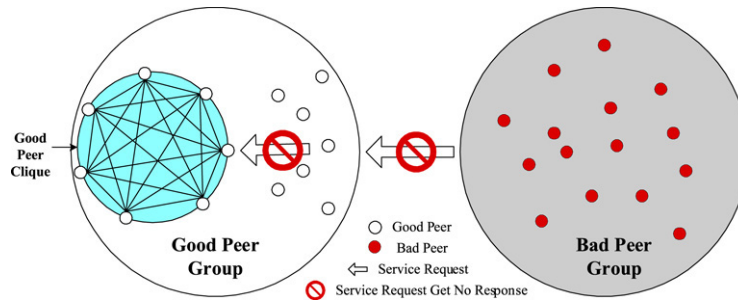 Good
Peer
Clique
Good Peer
Group
Good Peer
Bad Peer
Service Request
Service Request Get No Response
Bad Peer
Group